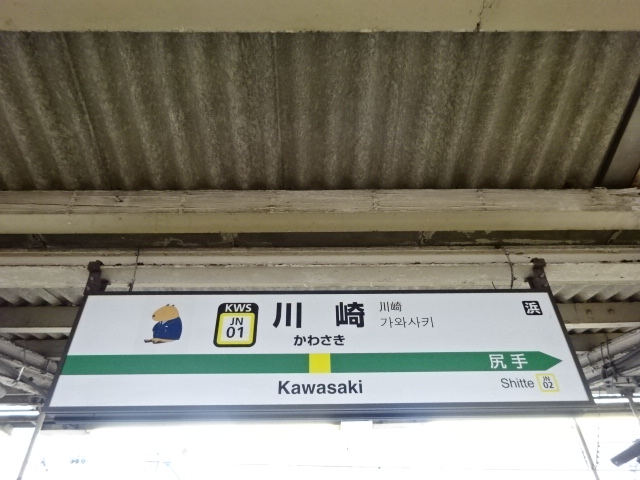 KWS
JN
01
川崎
かわさき
川崎
가와사키
浜
尻手
Kawasaki
Shitte
JN
02